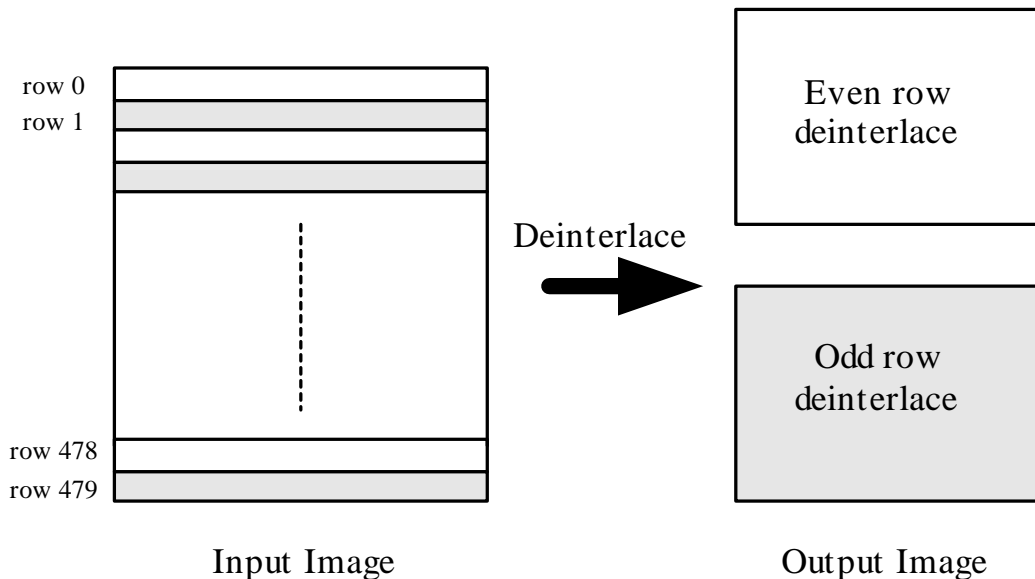 row 0
row 1
row 478
row 479
Input Image
Deinterlace
Even row
deinterlace
Odd row
deinterlace
Output Image